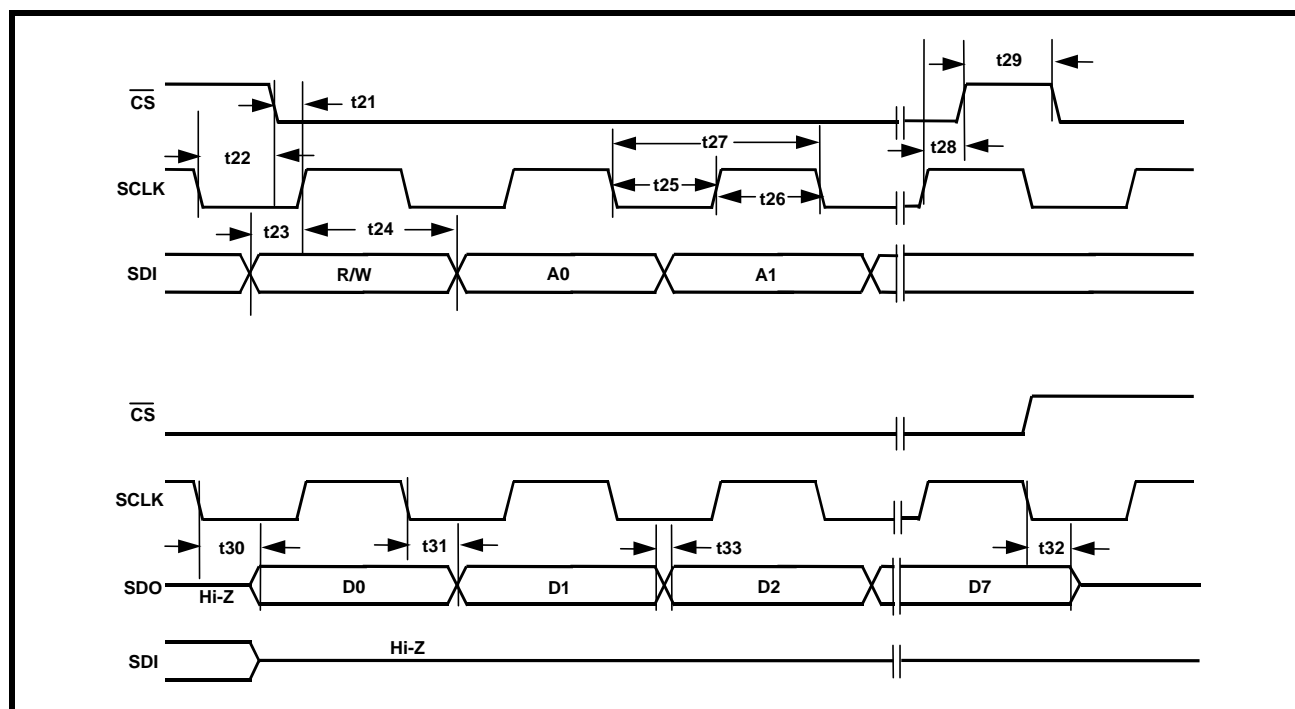 t29
CS
t21
t27
t22
t28
SCLK
t25
t26
t23
t24
SDI
R/W
A0
A1
CS
SCLK
t30
t31
t33
t32
SDO
Hi-Z
D0
D1
D2
D7
SDI
Hi-Z